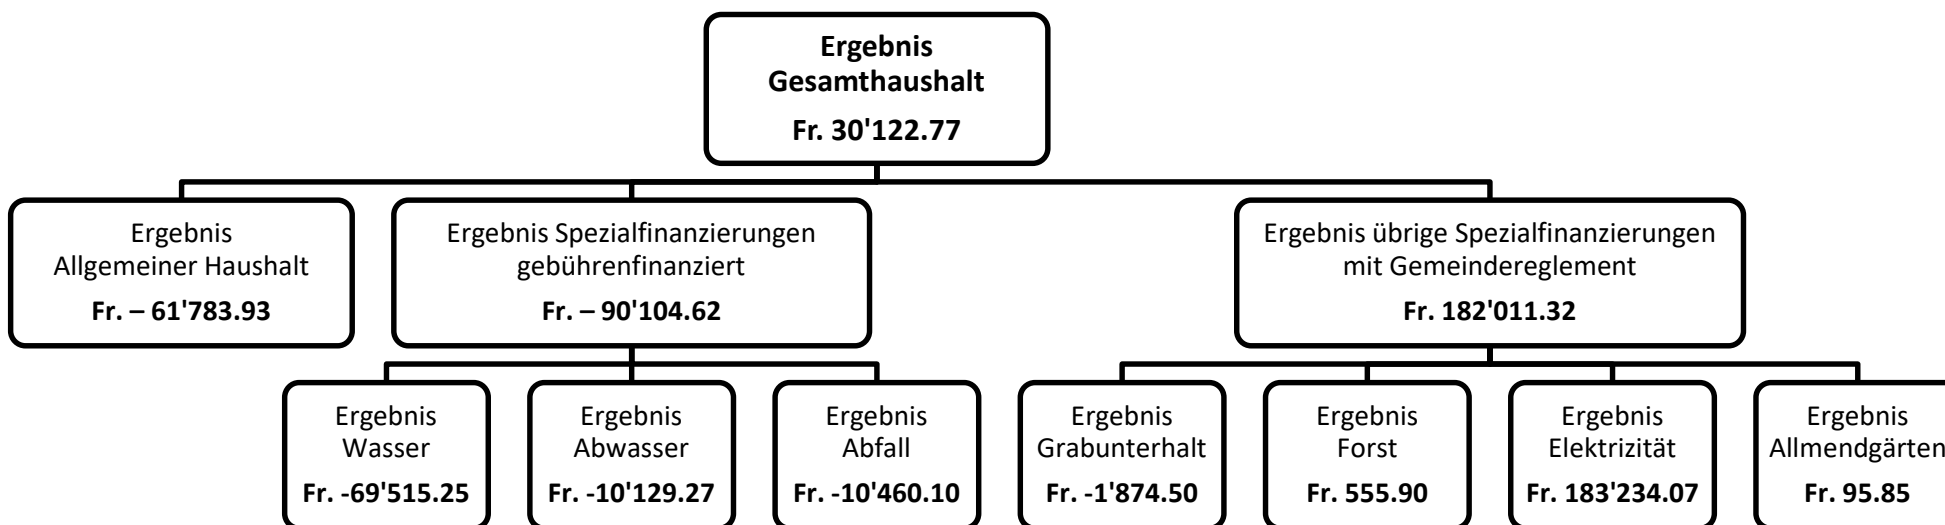 Ergebnis
Gesamthaushalt
Fr. 30'122.77
Ergebnis
Allgemeiner Haushalt
Fr. – 61'783.93
Ergebnis Spezialfinanzierungen
gebührenfinanziert
Fr. – 90'104.62
Ergebnis übrige Spezialfinanzierungen
mit Gemeindereglement
Fr. 182'011.32
Ergebnis
Wasser
Fr. -69'515.25
Ergebnis
Abwasser
Fr. -10'129.27
Ergebnis
Abfall
Fr. -10'460.10
Ergebnis
Grabunterhalt
Fr. -1'874.50
Ergebnis
Forst
Fr. 555.90
Ergebnis
Elektrizität
Fr. 183'234.07
Ergebnis
Allmendgärten
Fr. 95.85